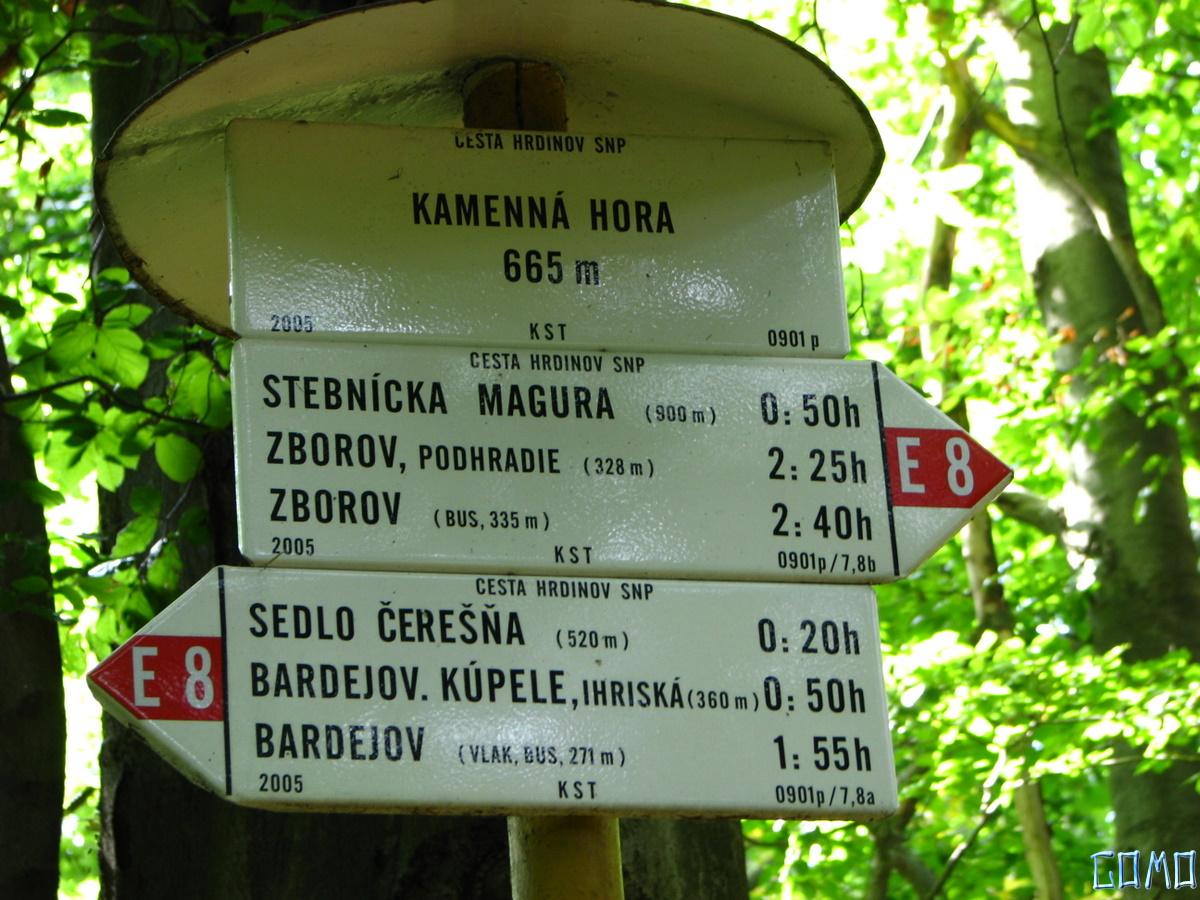 CESTA HRDINOV SNP
KAMENNÁ HORA
665 m
2005 KST 0901 p
CESTA HRDINOV SNP
STEBNÍCKA MAGURA (900 m) 0: 50h
ZBOROV, PODHRADIE (328 m) 2: 25h
ZBOROV (BUS, 335 m) 2: 40h
E 8
2005 KST 0901p/7,8b
CESTA HRDINOV SNP
SEDLO ČEREŠŇA (520 m) 0: 20h
E 8
BARDEJOV. KÚPELE, IHRISKÁ (360 m) 0: 50h
BARDEJOV (VLAK, BUS, 271 m) 1: 55h
2005 KST 0901p/7,8a
COMO